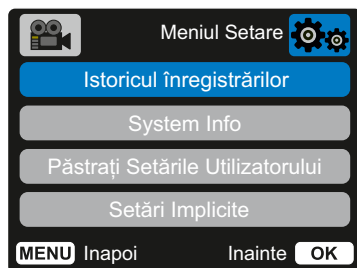 Meniul Setare
Istoricul înregistrărilor
System Info
Păstrați Setările Utilizatorului
Setări Implicite
MENU Inapoi Inainte OK